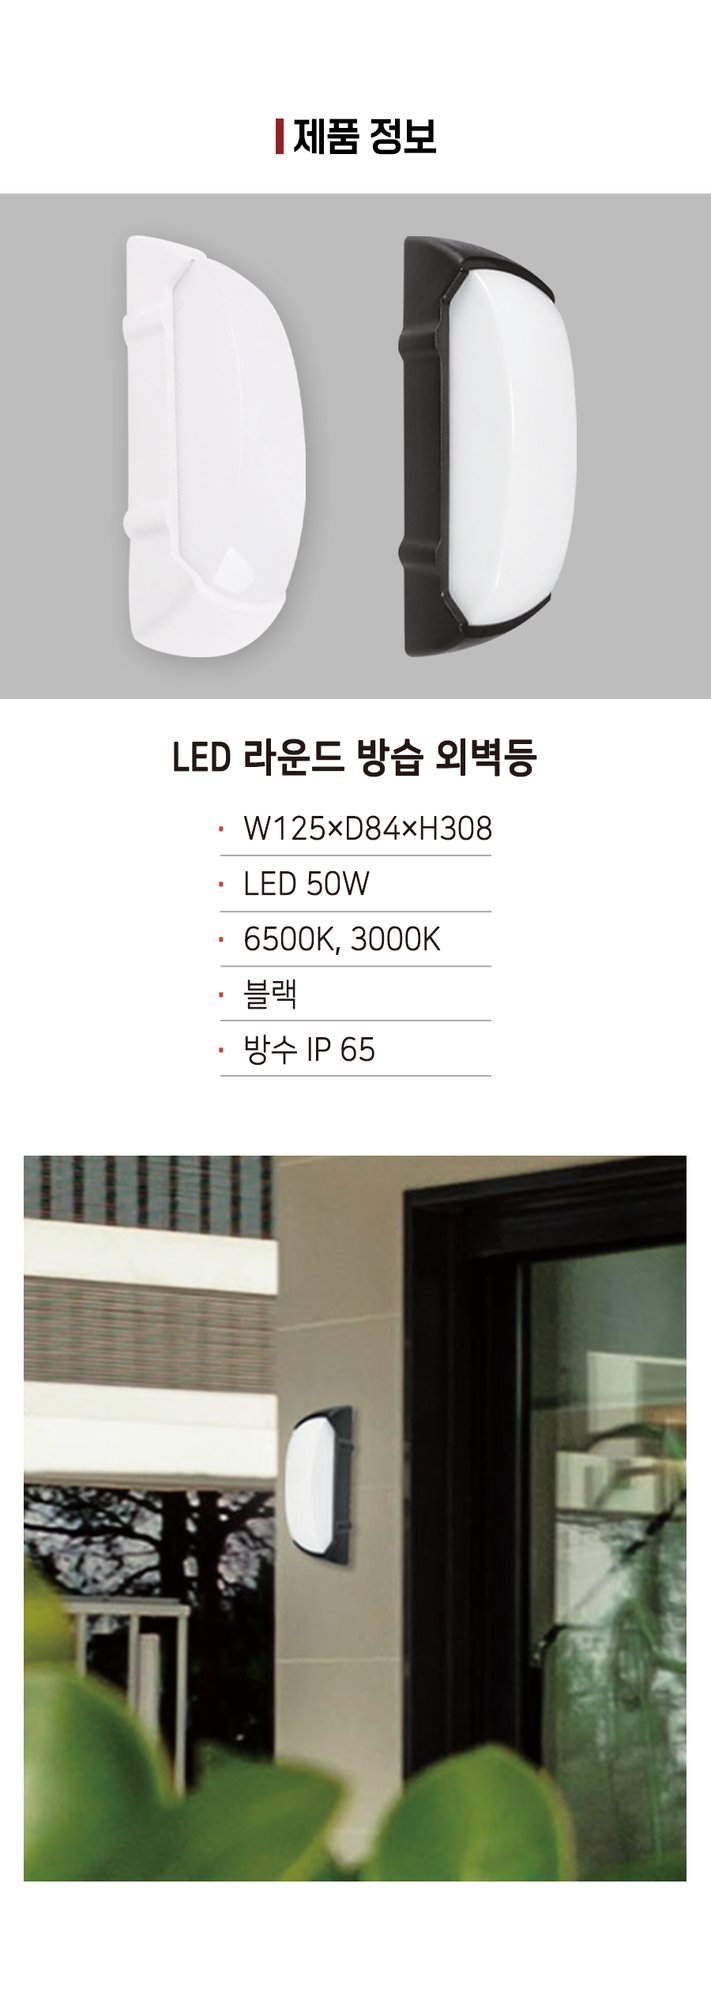 제품 정보
LED 라운드 방습 외벽등
· W125×D84×H308
· LED 50W
· 6500K, 3000K
· 블랙
· 방수 IP 65